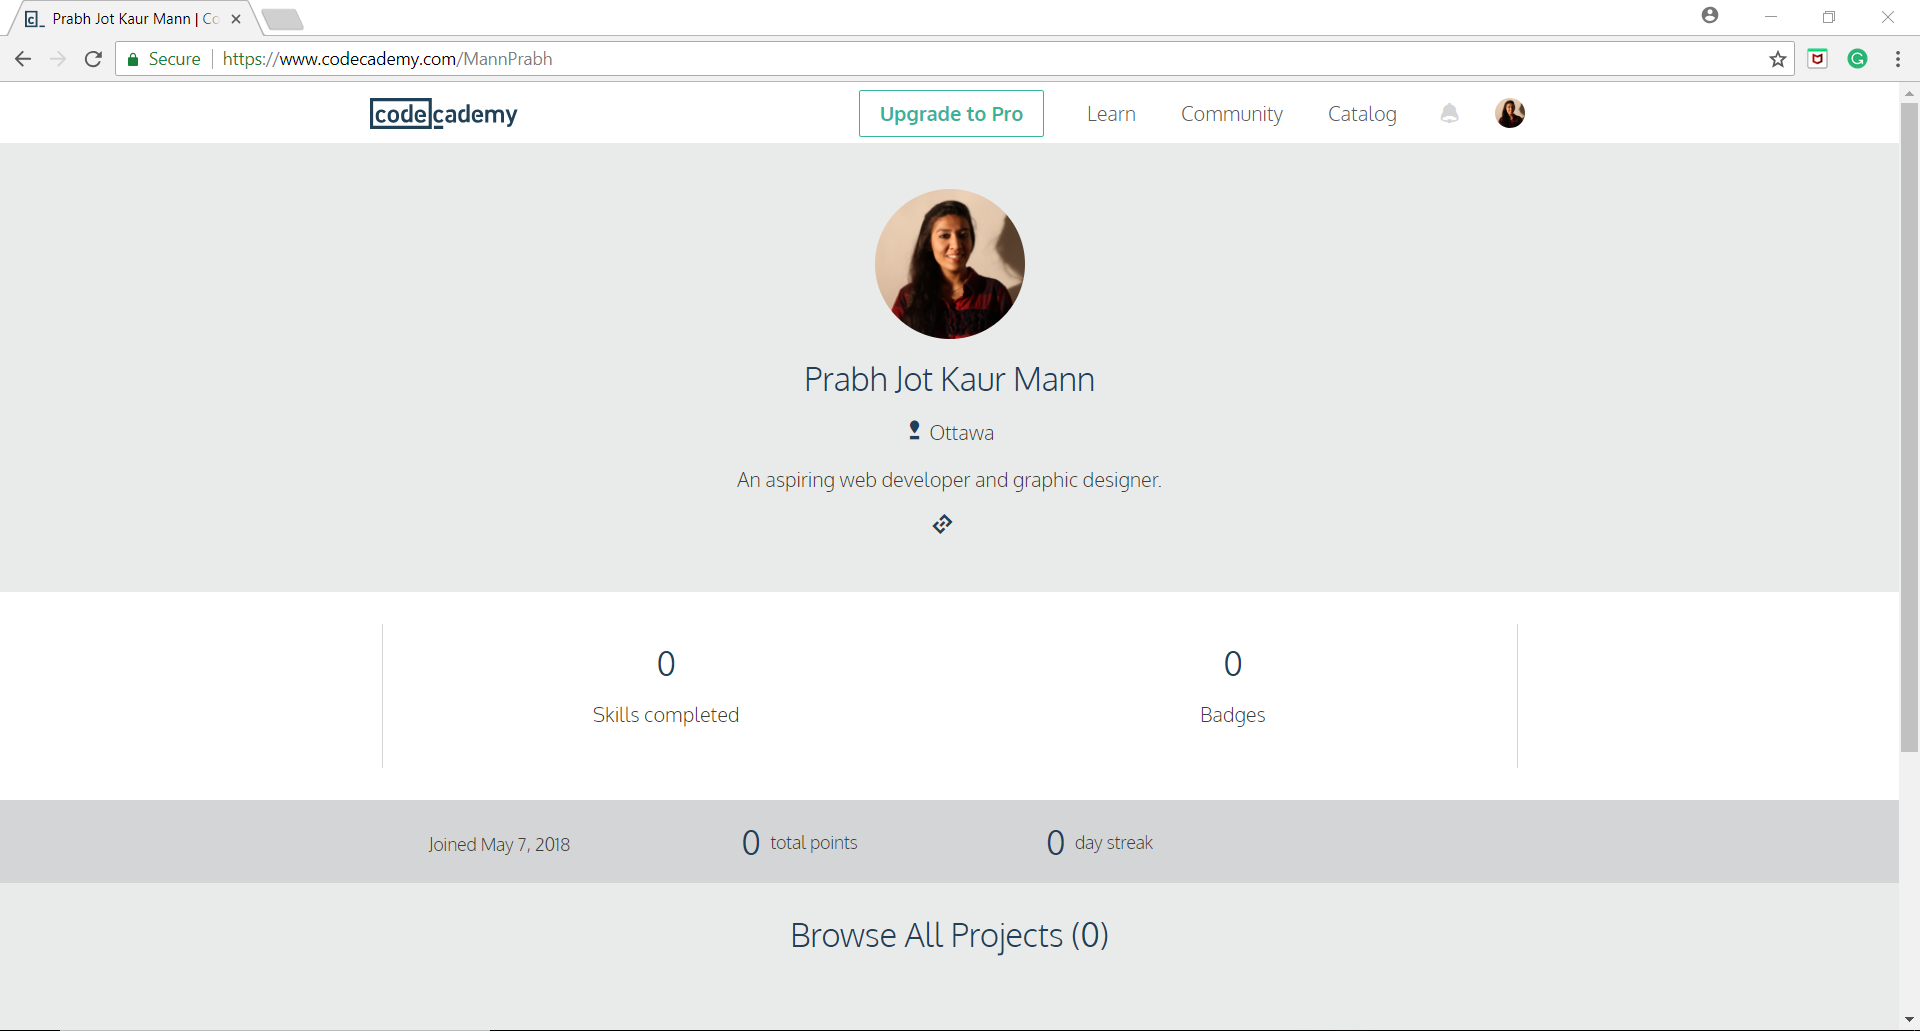 Prabh Jot Kaur Mann | Co
Secure https://www.codecademy.com/MannPrabh
codecademy
Upgrade to Pro Learn Community Catalog
Prabh Jot Kaur Mann
Ottawa
An aspiring web developer and graphic designer.
0 0
Skills completed Badges
Joined May 7, 2018 0 total points 0 day streak
Browse All Projects (0)